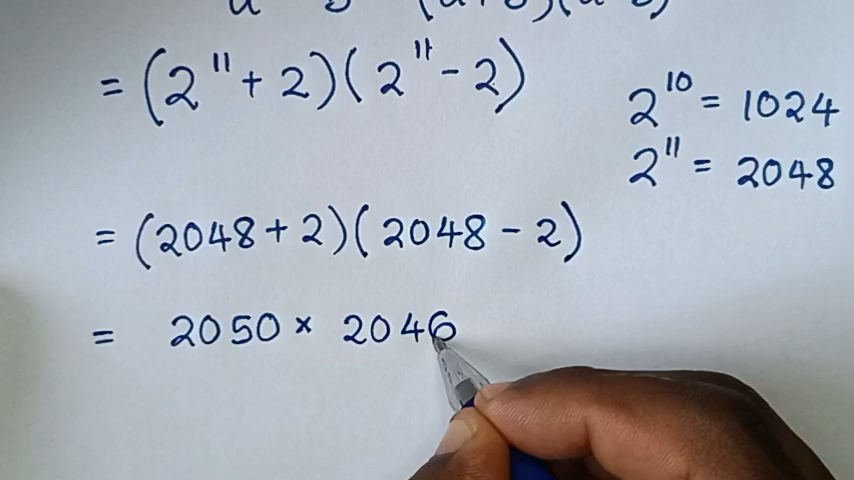 = (2¹¹ + 2)(2¹¹ - 2)
2¹⁰ = 1024
2¹¹ = 2048
= (2048 + 2)(2048 - 2)
= 2050 × 2046